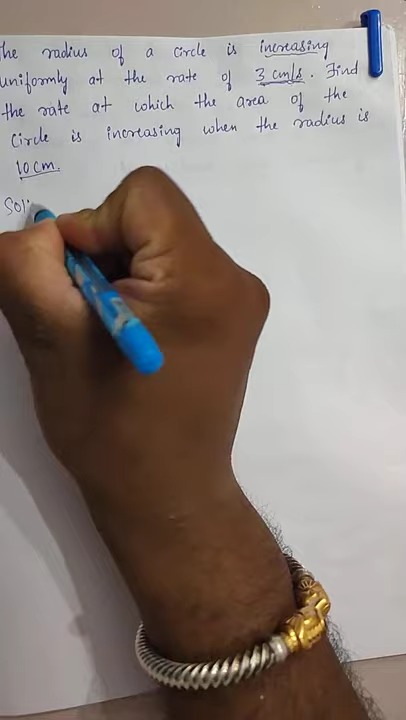 the radius of a circle is increasing
uniformly at the rate of 3 cm/s. Find
the rate at which the area of the
circle is increasing when the radius is
10 cm.
Sol: